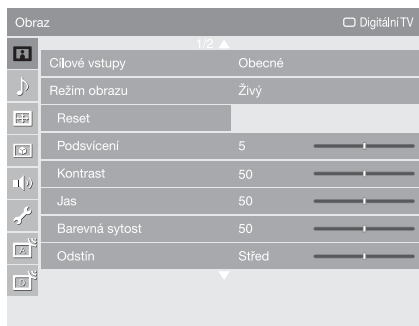 Obraz
Digitální TV
1/2
Cílové vstupy Obecné
Režim obrazu Živý
Reset
Podsvícení 5
Kontrast 50
Jas 50
Barevná sytost 50
Odstín Střed
A
D